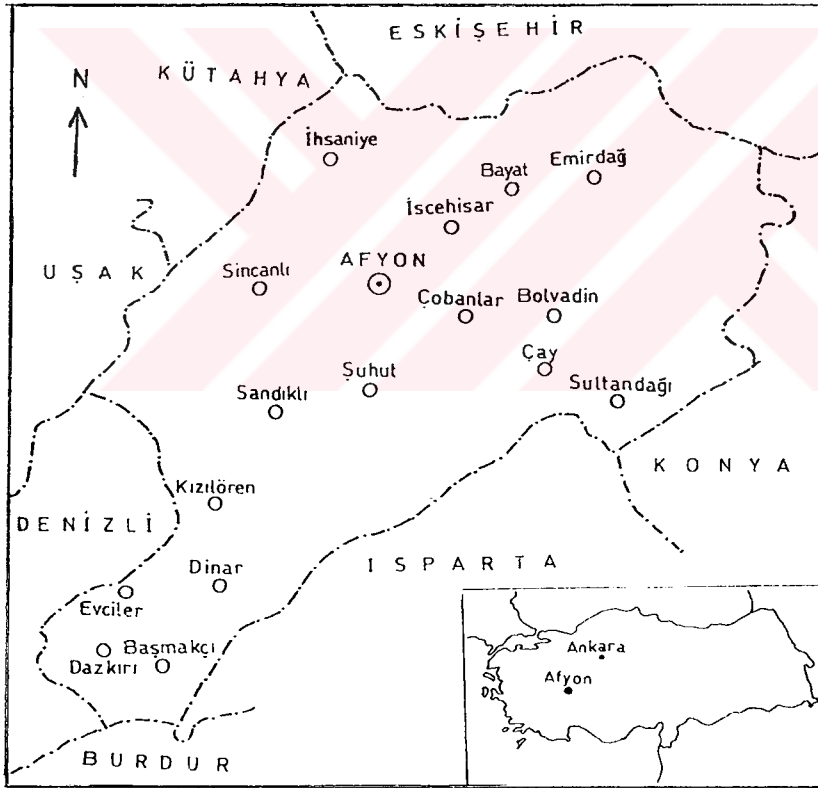 ESKİŞEHİR
KÜTAHYA
N
İhsaniye
Bayat
Emirdağ
İscehisar
UŞAK
Sincanlı
AFYON
Çobanlar
Bolvadin
Çay
Şuhut
Sultandağı
Sandıklı
KONYA
Kızılören
DENİZLİ
ISPARTA
Dinar
Evciler
Başmakçı
Dazkırı
Ankara
Afyon
BURDUR